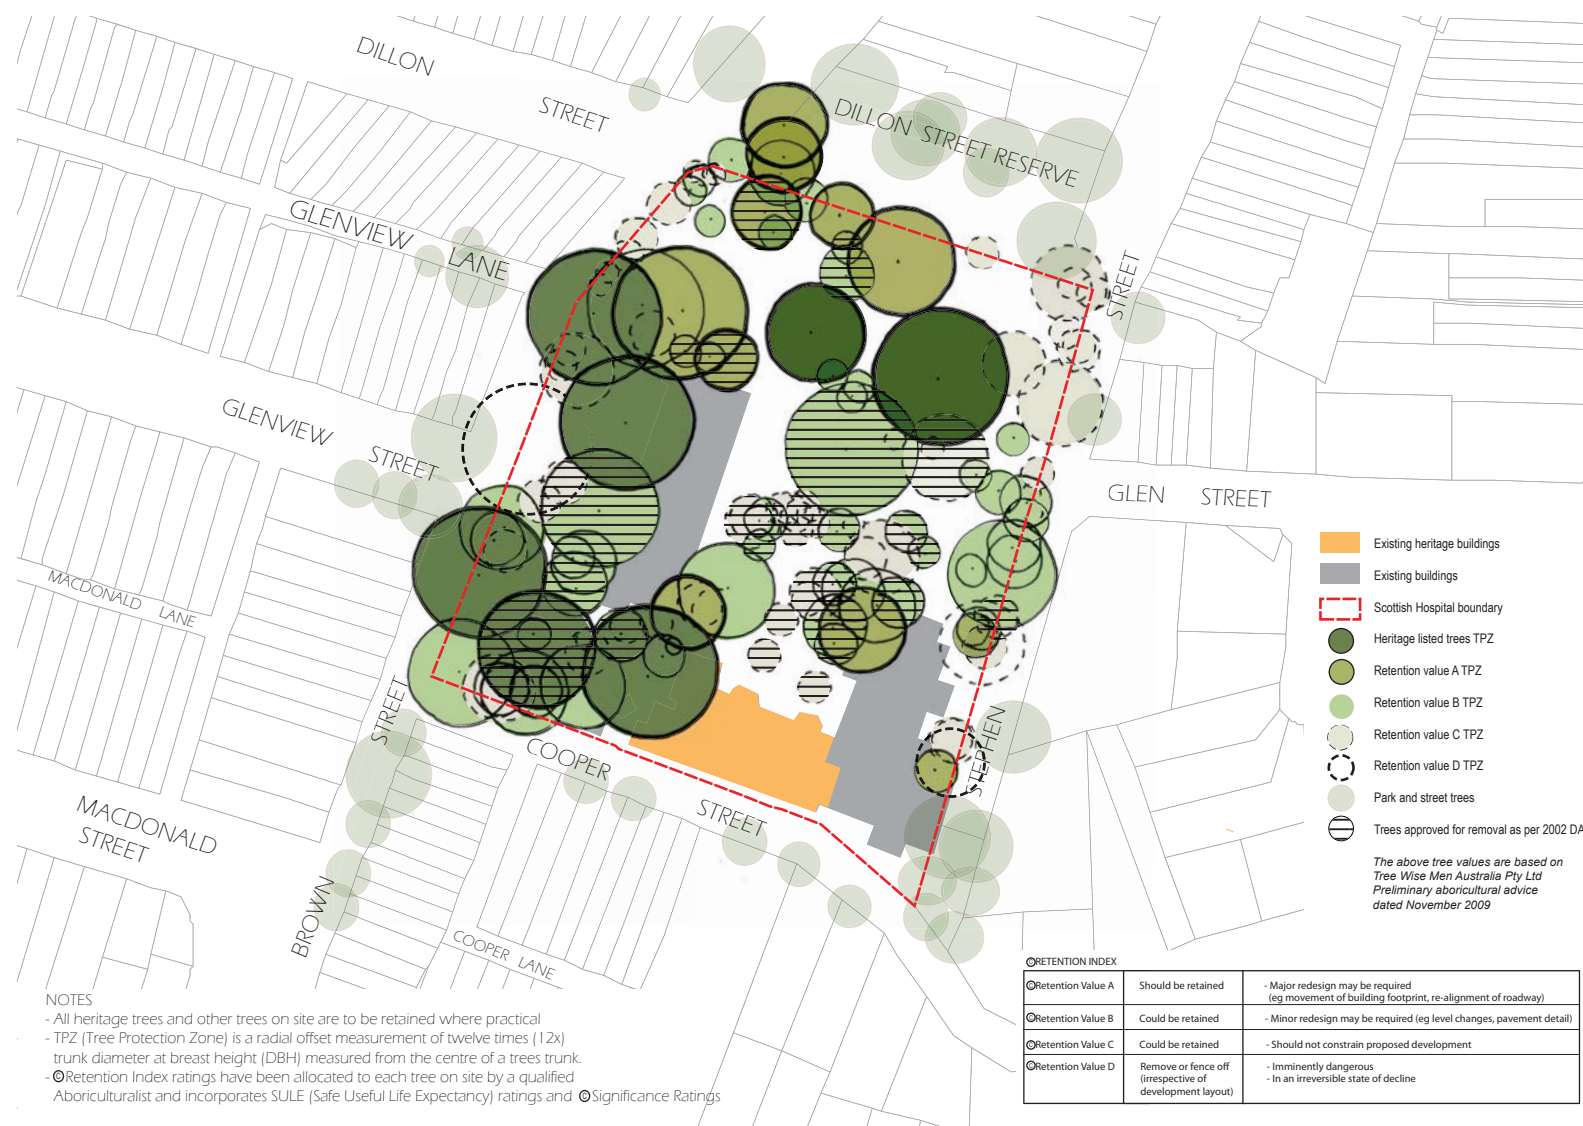 DILLON
STREET
DILLON STREET RESERVE
GLENVIEW
LANE
STREET
GLENVIEW
STREET
GLEN STREET
MACDONALD LANE
STREET
COOPER
STREET
STEPHEN
MACDONALD
STREET
BROWN
COOPER LANE
Existing heritage buildings
Existing buildings
Scottish Hospital boundary
Heritage listed trees TPZ
Retention value A TPZ
Retention value B TPZ
Retention value C TPZ
Retention value D TPZ
Park and street trees
Trees approved for removal as per 2002 DA
The above tree values are based on
Tree Wise Men Australia Pty Ltd
Preliminary aboricultural advice
dated November 2009
NOTES
- All heritage trees and other trees on site are to be retained where practical
- TPZ (Tree Protection Zone) is a radial offset measurement of twelve times (12x)
trunk diameter at breast height (DBH) measured from the centre of a trees trunk.
- ©Retention Index ratings have been allocated to each tree on site by a qualified
Aboriculturalist and incorporates SULE (Safe Useful Life Expectancy) ratings and ©Significance Ratings
©RETENTION INDEX
©Retention Value A Should be retained - Major redesign may be required
(eg movement of building footprint, re-alignment of roadway)
©Retention Value B Could be retained - Minor redesign may be required (eg level changes, pavement detail)
©Retention Value C Could be retained - Should not constrain proposed development
©Retention Value D Remove or fence off - Imminently dangerous
(irrespective of - In an irreversible state of decline
development layout)